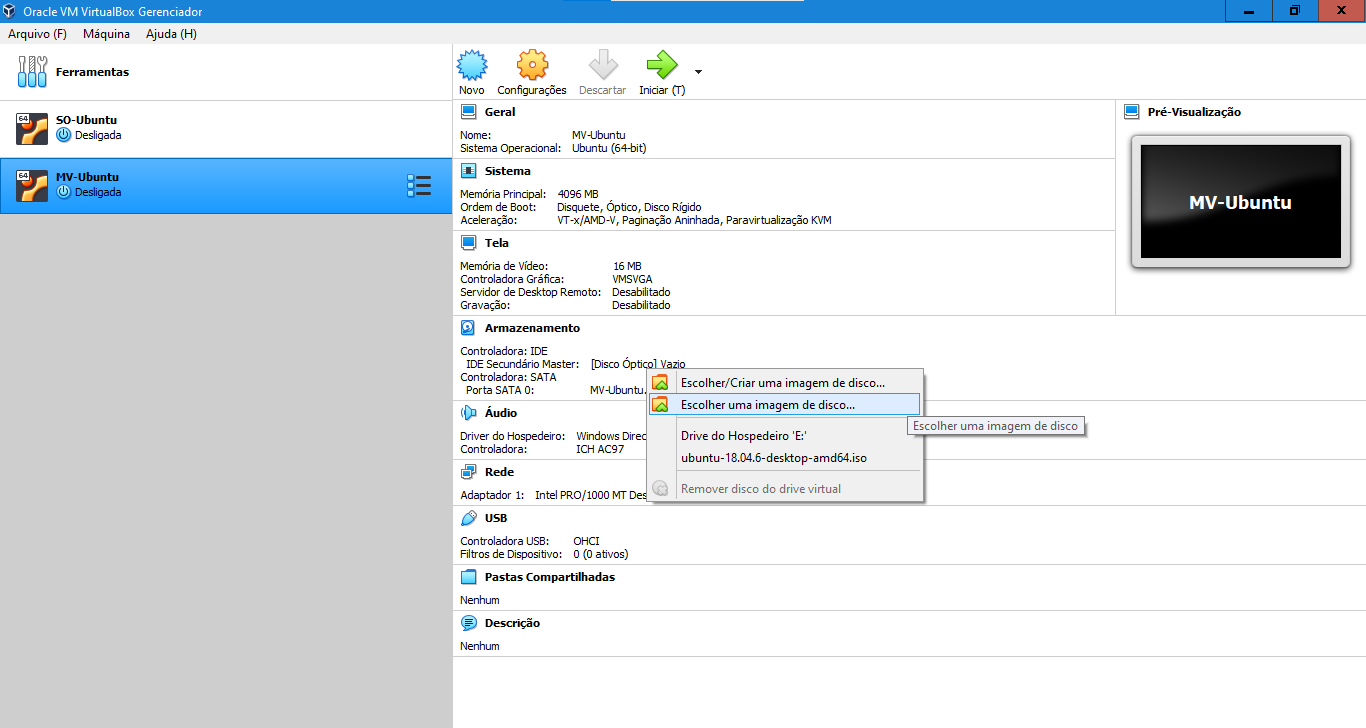 Oracle VM VirtualBox Gerenciador
Arquivo (F) Máquina Ajuda (H)
Ferramentas
64
SO-Ubuntu
Desligada
64
MV-Ubuntu
Desligada
Novo Configurações Descartar Iniciar (T)
Geral
Nome: MV-Ubuntu
Sistema Operacional: Ubuntu (64-bit)
Sistema
Memória Principal: 4096 MB
Ordem de Boot: Disquete, Óptico, Disco Rígido
Aceleração: VT-x/AMD-V, Paginação Aninhada, Paravirtualização KVM
Tela
Memória de Vídeo: 16 MB
Controladora Gráfica: VMSVGA
Servidor de Desktop Remoto: Desabilitado
Gravação: Desabilitado
Pré-Visualização
MV-Ubuntu
Armazenamento
Controladora: IDE
IDE Secundário Master: [Disco Óptico] Vazio
Controladora: SATA
Porta SATA 0: MV-Ubuntu.
Áudio
Driver do Hospedeiro: Windows Direc
Controladora: ICH AC97
Rede
Adaptador 1: Intel PRO/1000 MT Des
USB
Controladora USB: OHCI
Filtros de Dispositivo: 0 (0 ativos)
Pastas Compartilhadas
Nenhum
Descrição
Nenhum
Escolher/Criar uma imagem de disco...
Escolher uma imagem de disco...
Escolher uma imagem de disco
Drive do Hospedeiro 'E:'
ubuntu-18.04.6-desktop-amd64.iso
Remover disco do drive virtual